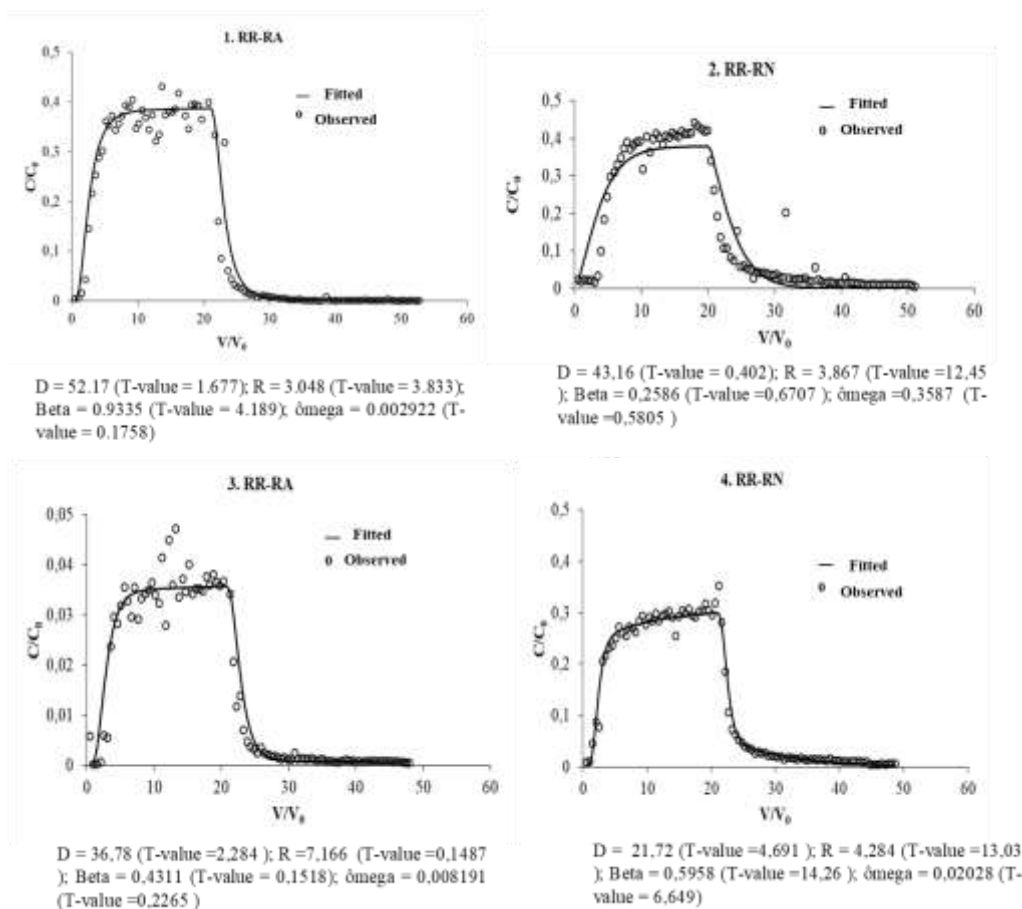 1. RR-RA
0,5
0,4
0,3
0,2
0,1
0
C/C₀
0 10 20 30 40 50 60
V/V₀
— Fitted
o Observed
D = 52.17 (T-value = 1.677); R = 3.048 (T-value = 3.833);
Beta = 0.9335 (T-value = 4.189); ômega = 0.002922 (T-
value = 0.1758)
2. RR-RN
0,5
0,4
0,3
0,2
0,1
0
C/C₀
0 10 20 30 40 50 60
V/V₀
— Fitted
o Observed
D = 43,16 (T-value = 0,402); R = 3,867 (T-value =12,45
); Beta = 0,2586 (T-value =0,6707 ); ômega =0,3587 (T-
value =0,5805 )
3. RR-RA
0,05
0,04
0,03
0,02
0,01
0
C/C₀
0 10 20 30 40 50 60
V/V₀
— Fitted
o Observed
D = 36,78 (T-value =2,284 ); R =7,166 (T-value =0,1487
); Beta = 0,4311 (T-value = 0,1518); ômega = 0,008191
(T-value =0,2265 )
4. RR-RN
0,5
0,4
0,3
0,2
0,1
0
C/C₀
0 10 20 30 40 50 60
V/V₀
— Fitted
o Observed
D = 21,72 (T-value =4,691 ); R = 4,284 (T-value =13,03
); Beta = 0,5958 (T-value =14,26 ); ômega = 0,02028 (T-
value = 6,649)